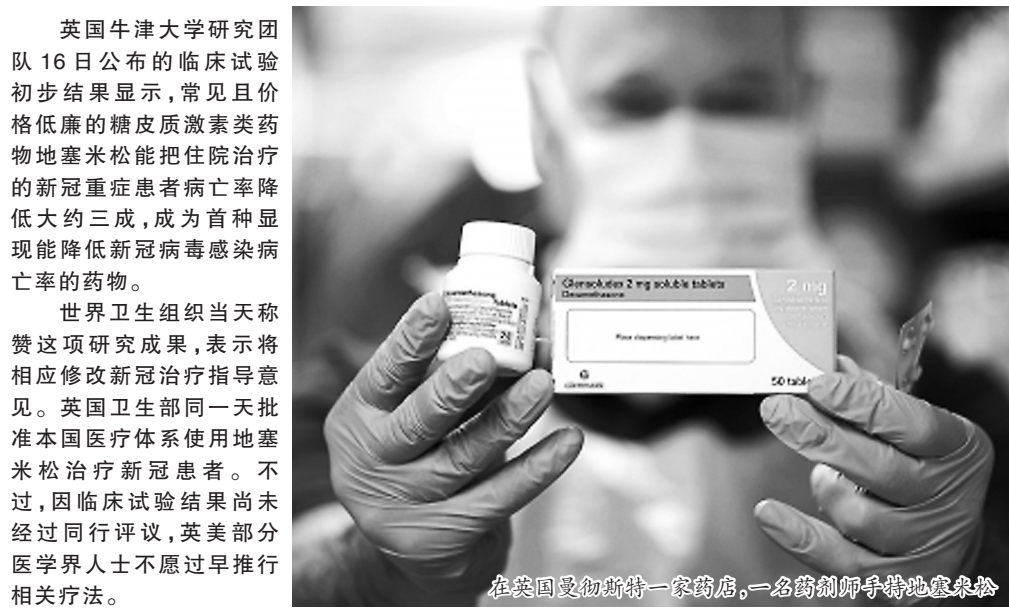 英国牛津大学研究团
队16日公布的临床试验
初步结果显示,常见且价
格低廉的糖皮质激素类药
物地塞米松能把住院治疗
的新冠重症患者病亡率降
低大约三成,成为首种显
现能降低新冠病毒感染病
亡率的药物。
世界卫生组织当天称
赞这项研究成果,表示将
相应修改新冠治疗指导意
见。英国卫生部同一天批
准本国医疗体系使用地塞
米松治疗新冠患者。不
过,因临床试验结果尚未
经过同行评议,英美部分
医学界人士不愿过早推行
相关疗法。
Dexamethasone
Tablets
Glensoludex 2 mg soluble tablets
Dexamethasone
2 mg
Place dispensing label here
50
在英国曼彻斯特一家药店,一名药剂师手持地塞米松